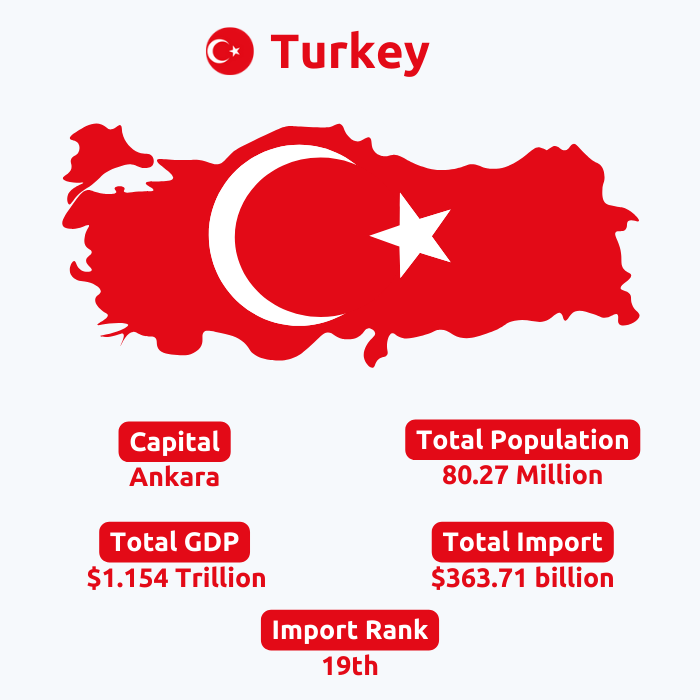 Turkey
Capital
Ankara
Total Population
80.27 Million
Total GDP
$1.154 Trillion
Total Import
$363.71 billion
Import Rank
19th